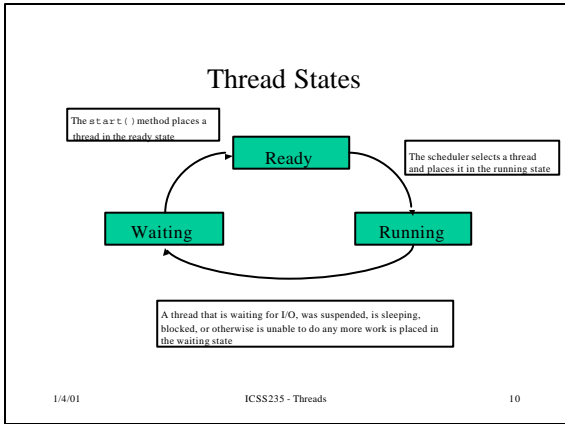 Thread States
The start() method places a
thread in the ready state
Ready
The scheduler selects a thread
and places it in the running state
Waiting
Running
A thread that is waiting for I/O, was suspended, is sleeping,
blocked, or otherwise is unable to do any more work is placed in
the waiting state
1/4/01
ICSS235 - Threads
10